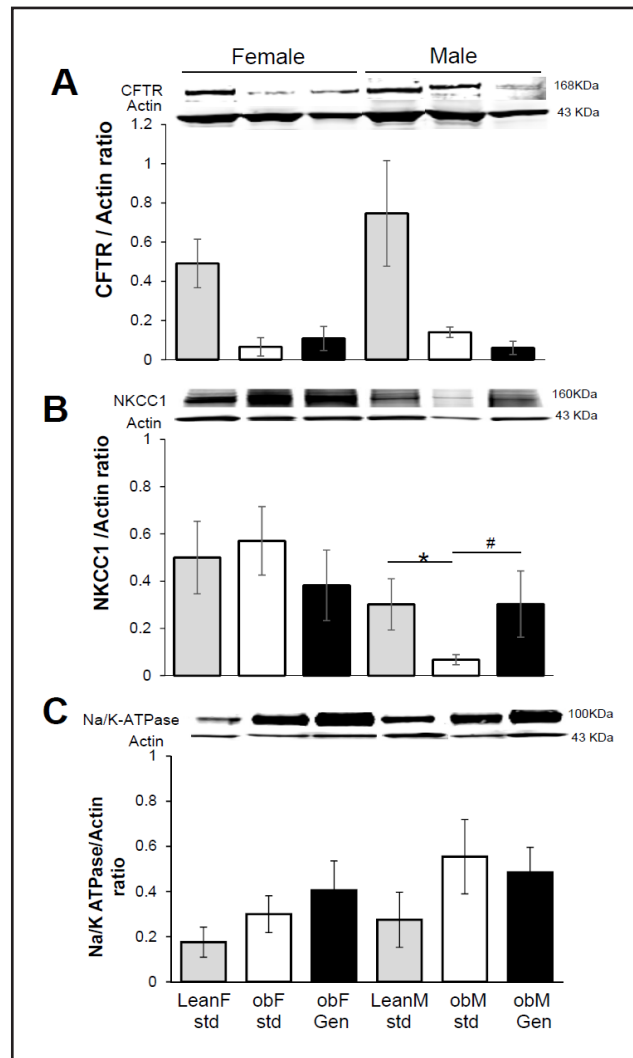 Female Male
A
CFTR 168KDa
Actin 43 KDa
1.2
1
0.8
0.6
0.4
0.2
0
CFTR / Actin ratio
B
NKCC1 160KDa
Actin 43 KDa
1
0.8
0.6
0.4
0.2
0
NKCC1 /Actin ratio
* #
C
Na/K-ATPase 100KDa
Actin 43 KDa
1
0.8
0.6
0.4
0.2
0
Na/K ATPase/Actin
ratio
LeanF obF obF LeanM obM obM
std std Gen std std Gen